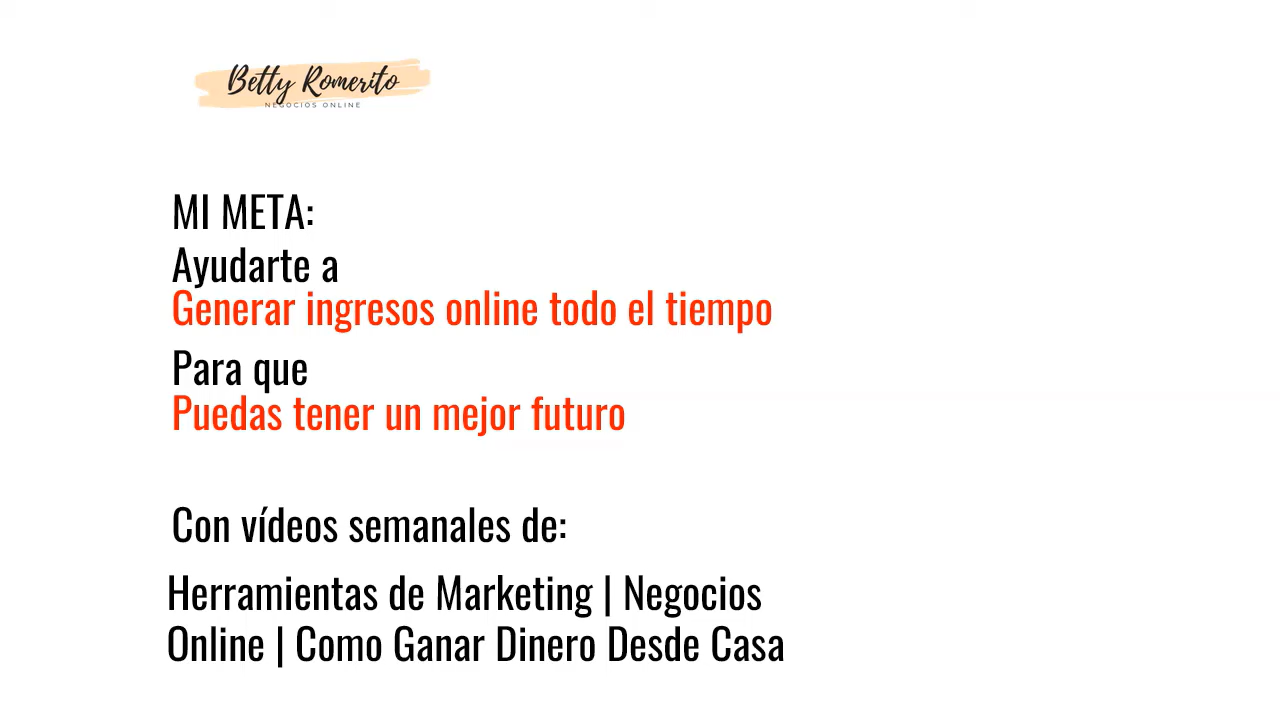 Betty Romerito
NEGOCIOS ONLINE
MI META:
Ayudarte a
Generar ingresos online todo el tiempo
Para que
Puedas tener un mejor futuro
Con vídeos semanales de:
Herramientas de Marketing | Negocios
Online | Como Ganar Dinero Desde Casa